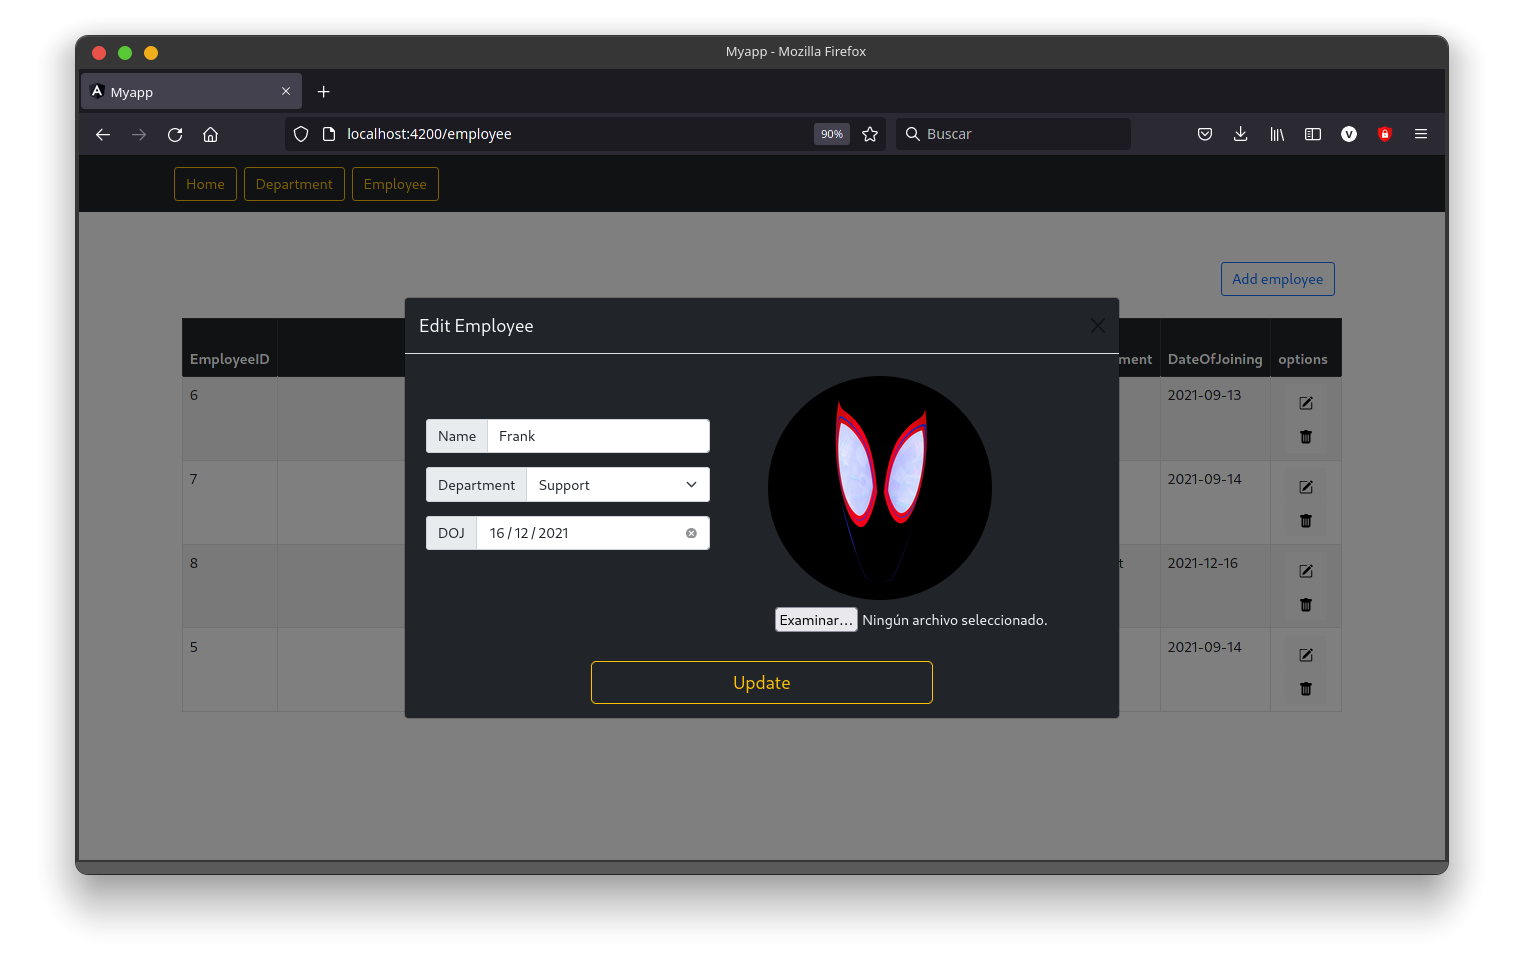 Myapp - Mozilla Firefox
Myapp
localhost:4200/employee
90%
Buscar
Home
Department
Employee
Add employee
Edit Employee
EmployeeID
DateOfJoining
options
6
2021-09-13
Name
Frank
Department
Support
7
2021-09-14
DOJ
16/12/2021
8
2021-12-16
Examinar...
Ningún archivo seleccionado.
5
2021-09-14
Update